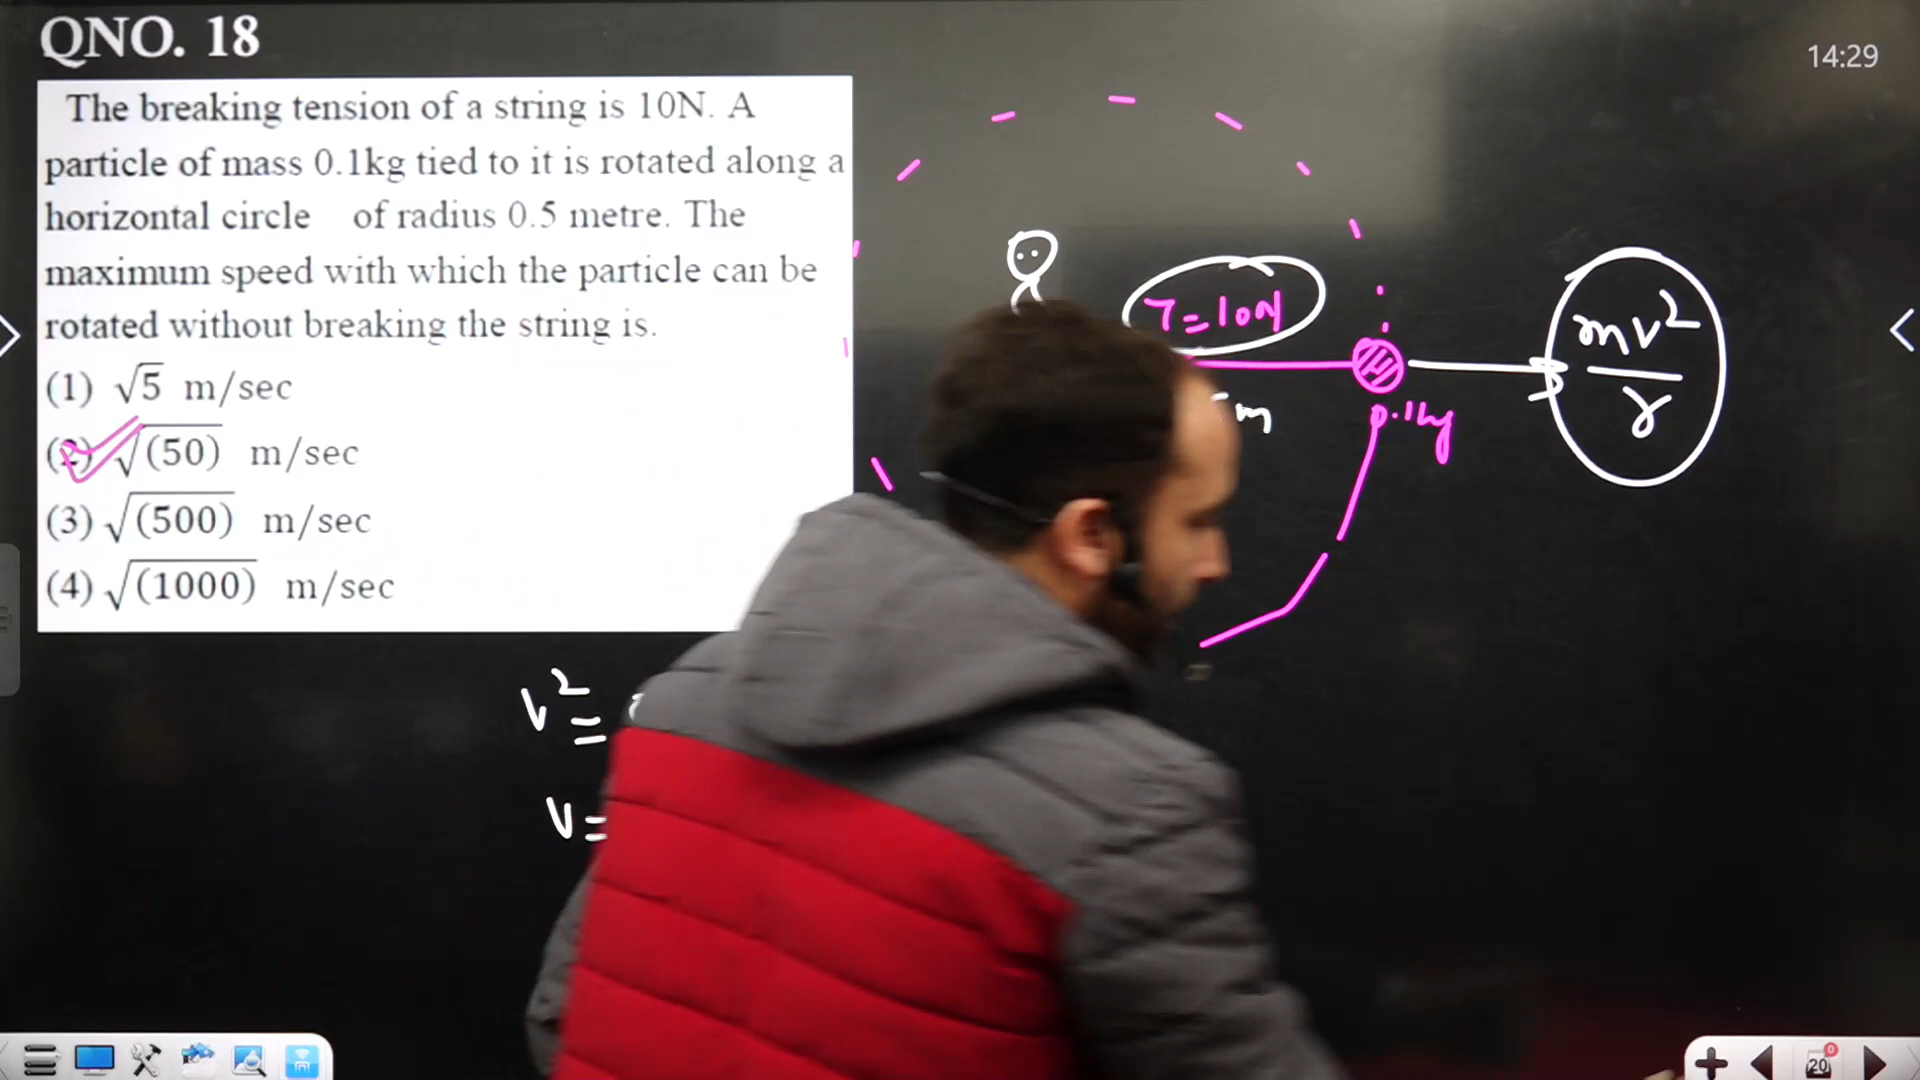 QNO. 18
14:29
The breaking tension of a string is 10N. A
particle of mass 0.1kg tied to it is rotated along a
horizontal circle of radius 0.5 metre. The
maximum speed with which the particle can be
rotated without breaking the string is.
(1) √5 m/sec
(2) √(50) m/sec
(3) √(500) m/sec
(4) √(1000) m/sec
T=10N
mv²/r
m
0.1kg
v²=
v=
20
0